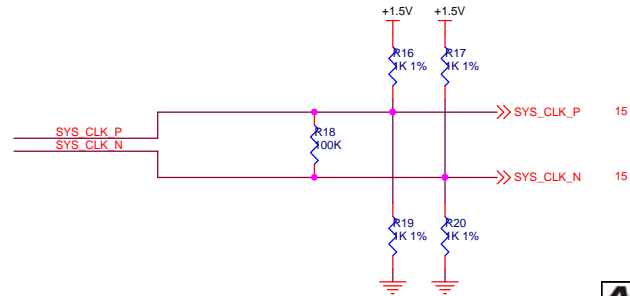 +1.5V +1.5V
R16 R17
1K 1% 1K 1%
SYS_CLK_P 15
SYS_CLK_P
R18
SYS_CLK_N
100K
SYS_CLK_N 15
R19 R20
1K 1% 1K 1%